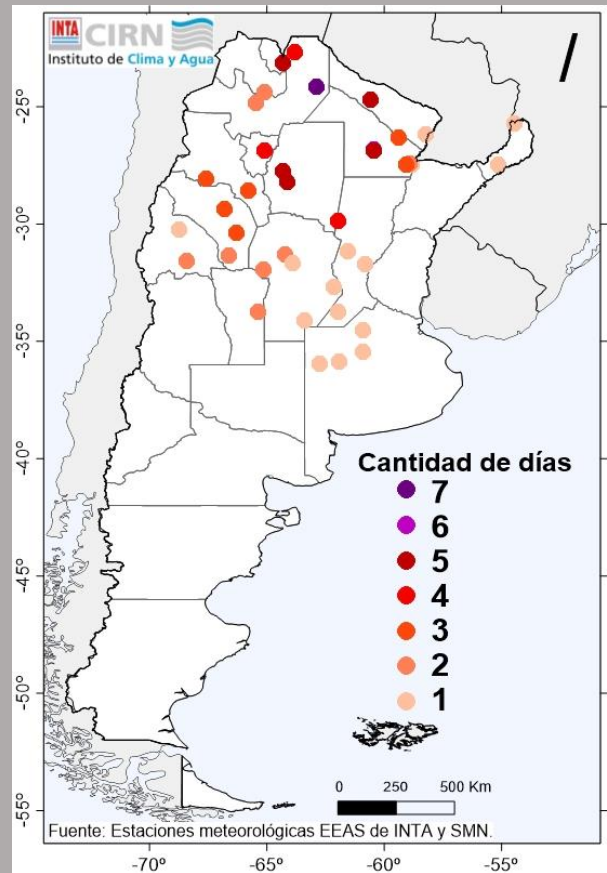 INTA CIRN
Instituto de Clima y Agua
/
-25°
-30°
-35°
-40°
-45°
-50°
-55°
Cantidad de días
7
6
5
4
3
2
1
0 250 500 Km
Fuente: Estaciones meteorológicas EEAS de INTA y SMN.
-70° -65° -60° -55°